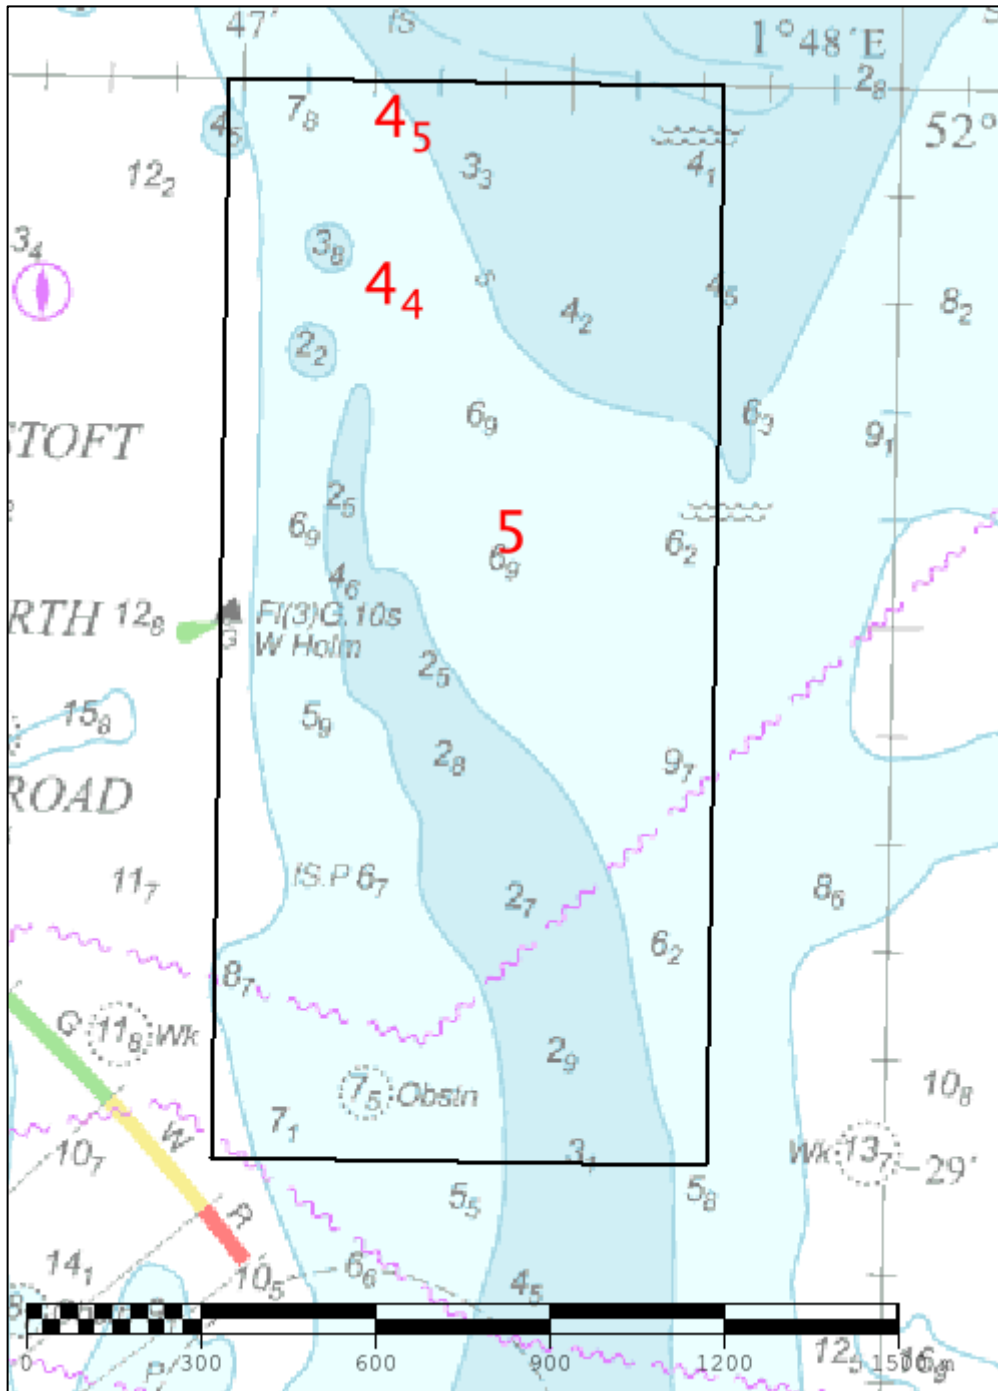 47′
1°48′E
(S
2₈
7₈
4₅
4₅
52°
12₂
3₃
4₁
3₄
3₈
4₄
S
4₅
4₂
8₂
2₂
6₉
6₃
STOFT
9₁
2₅
6₉
5
6₉
6₂
4₆
RTH
12₈
Fl(3)G.10s
G
W Holm
2₅
15₈
5₉
2₈
9₇
ROAD
11₇
(S.P
6₇
2₇
8₆
6₂
8₇
G
11₈
Wk
2₉
7₅
Obstn
10₈
7₁
W
10₇
3₁
Wk
13₇
29′
5₅
5₈
R
14₁
10₅
6₆
4₅
0 300 600 900 1200 1500 m
P